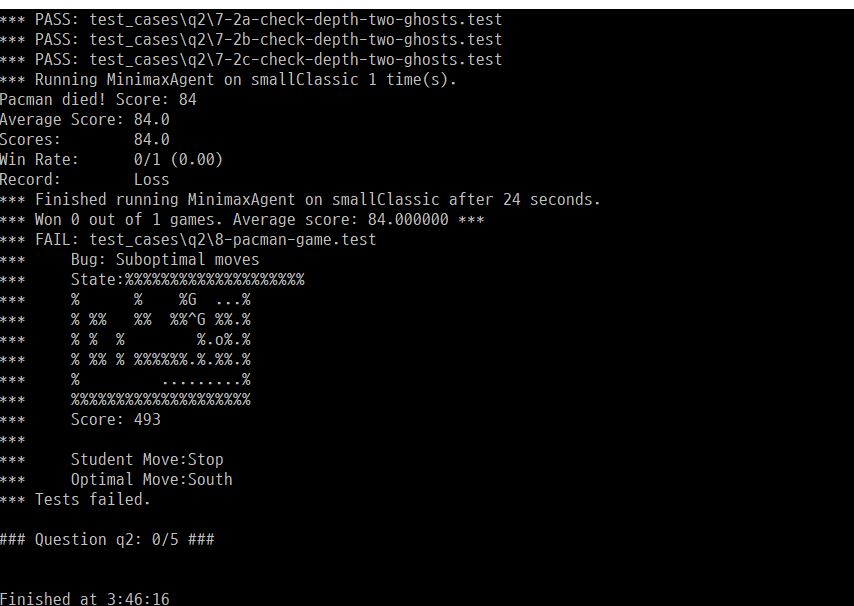 *** PASS: test_cases\q2\7-2a-check-depth-two-ghosts.test
*** PASS: test_cases\q2\7-2b-check-depth-two-ghosts.test
*** PASS: test_cases\q2\7-2c-check-depth-two-ghosts.test
*** Running MinimaxAgent on smallClassic 1 time(s).
Pacman died! Score: 84
Average Score: 84.0
Scores:        84.0
Win Rate:      0/1 (0.00)
Record:        Loss
*** Finished running MinimaxAgent on smallClassic after 24 seconds.
*** Won 0 out of 1 games. Average score: 84.000000 ***
*** FAIL: test_cases\q2\8-pacman-game.test
***     Bug: Suboptimal moves
***     State:%%%%%%%%%%%%%%%%%%%%
***     %      %    %G  ...%
***     % %%   %%  %%^G %%.%
***     % %  %        %.o%.%
***     % %% % %%%%%%.%.%%.%
***     %         .........%
***     %%%%%%%%%%%%%%%%%%%%
***     Score: 493
***
***     Student Move:Stop
***     Optimal Move:South
*** Tests failed.

### Question q2: 0/5 ###

Finished at 3:46:16